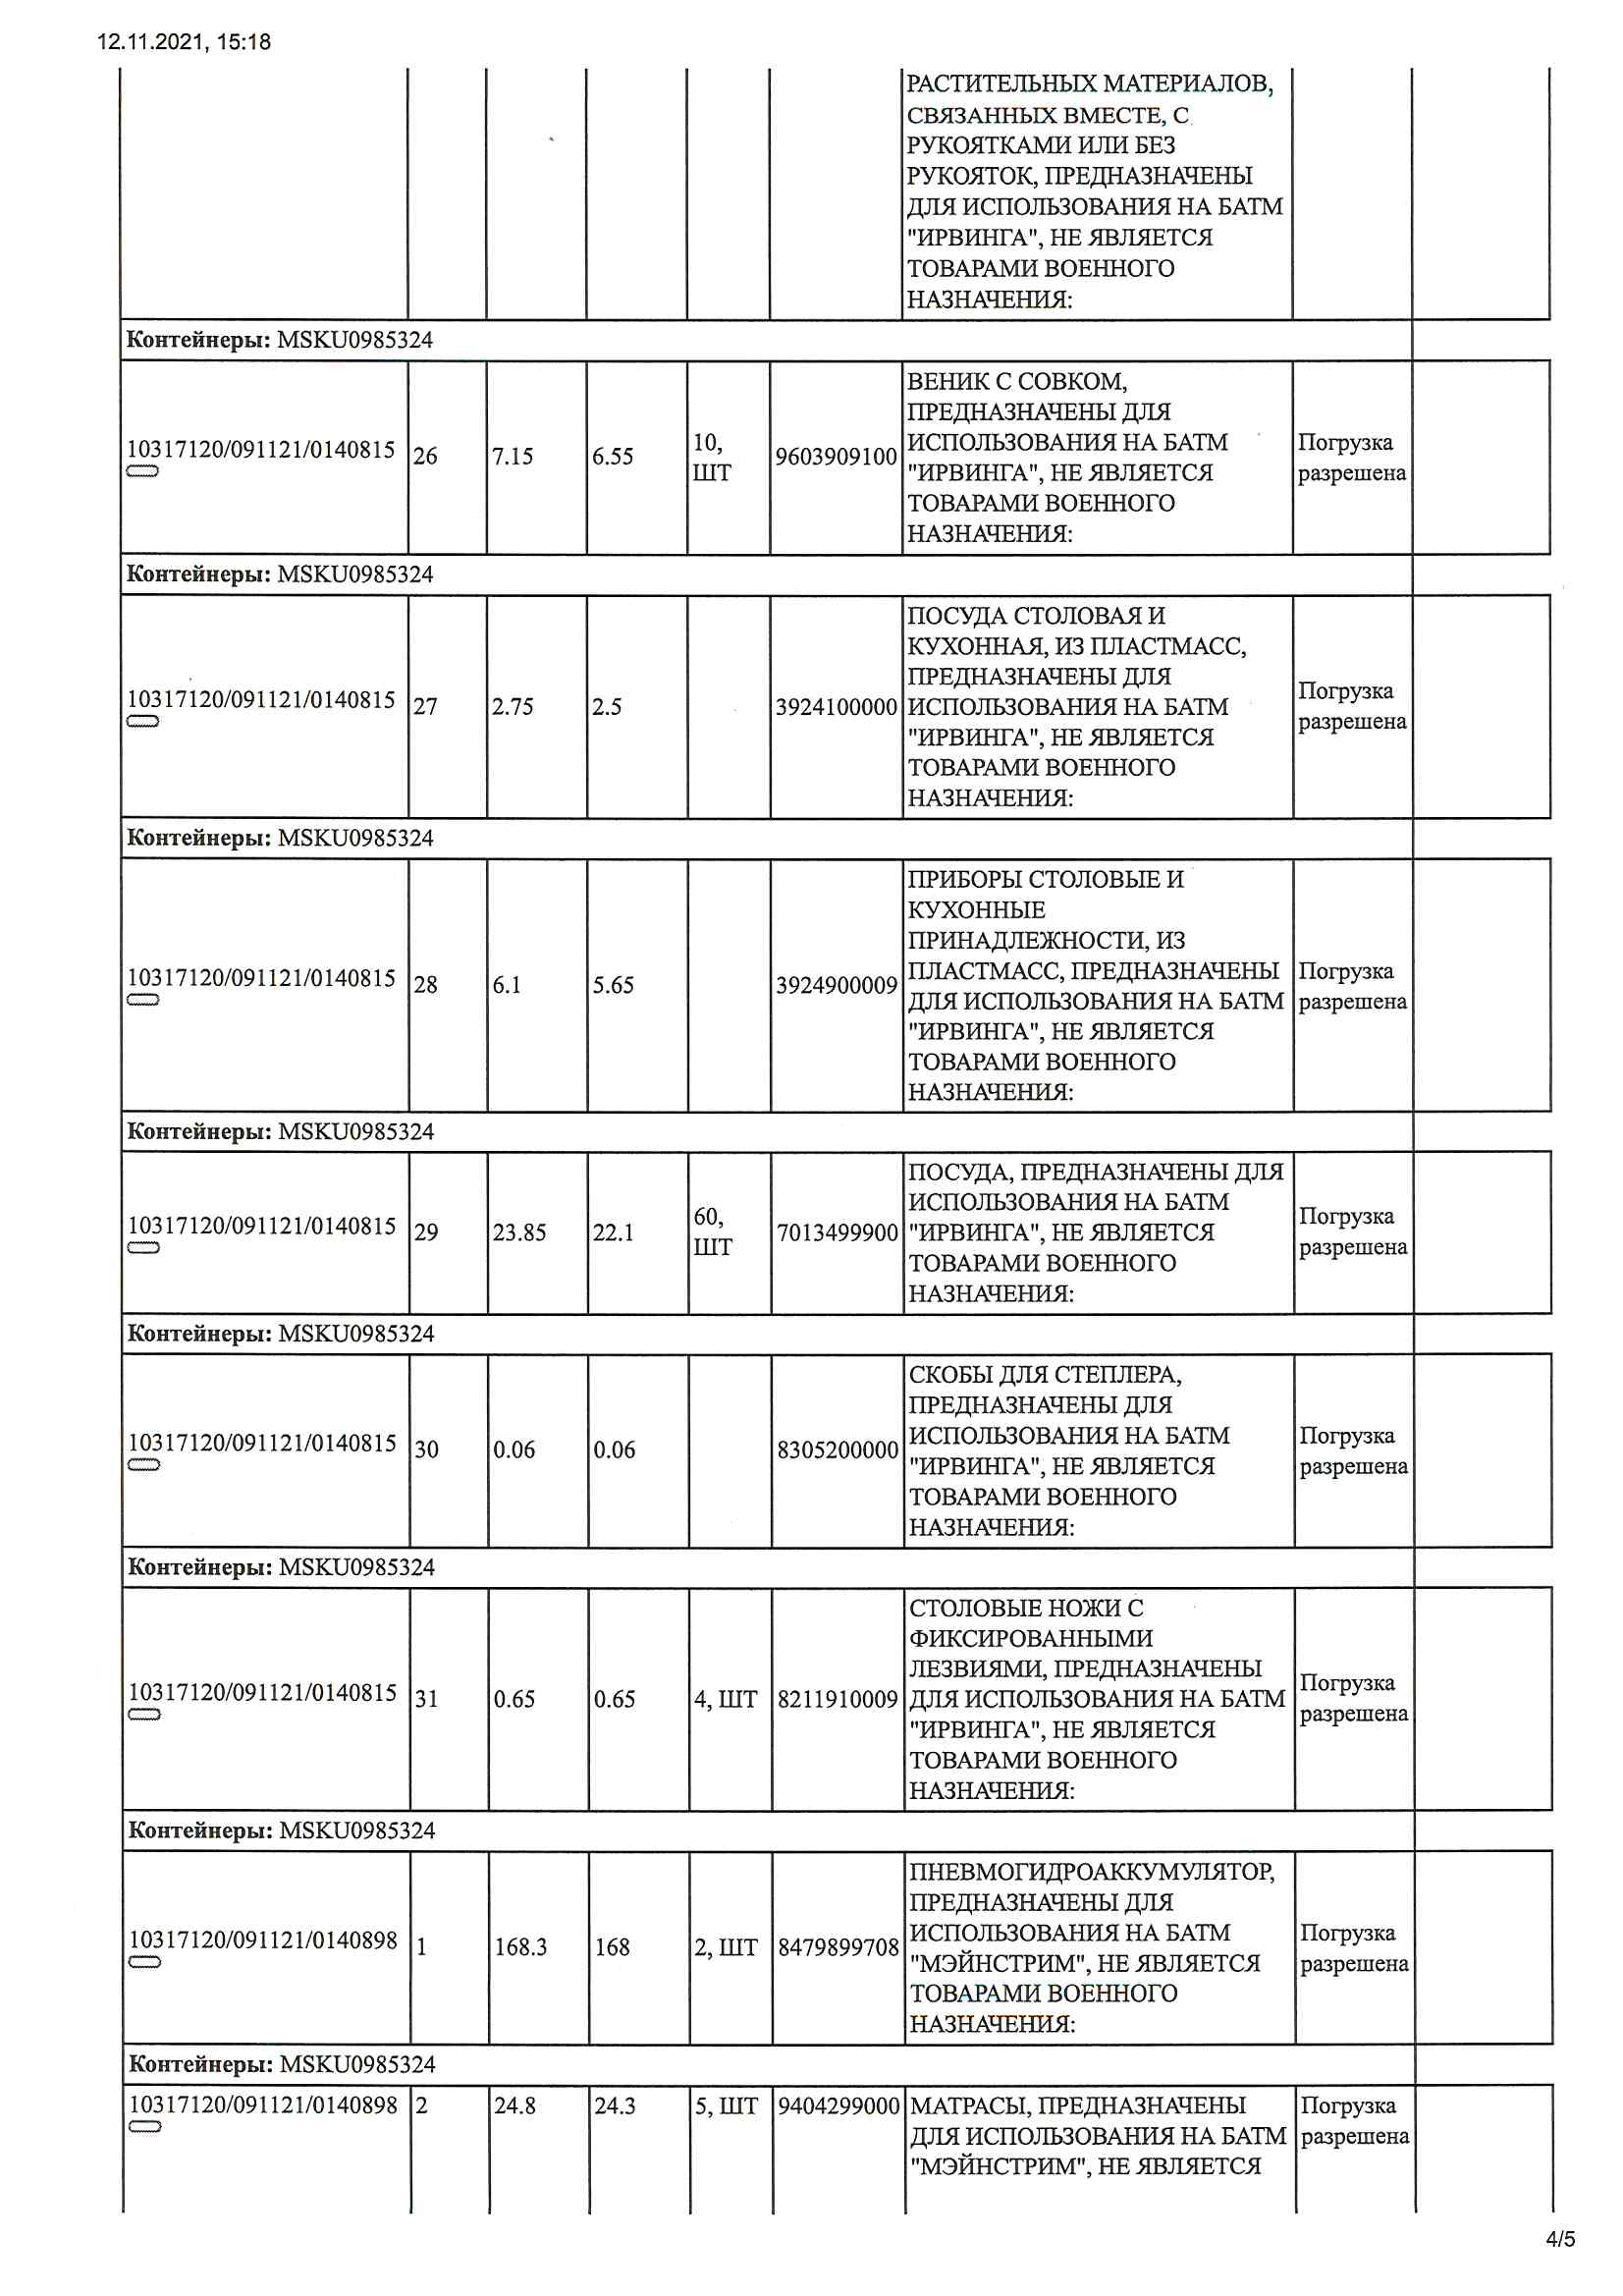 12.11.2021, 15:18
РАСТИТЕЛЬНЫХ МАТЕРИАЛОВ,
СВЯЗАННЫХ ВМЕСТЕ, С
РУКОЯТКАМИ ИЛИ БЕЗ
РУКОЯТОК, ПРЕДНАЗНАЧЕНЫ
ДЛЯ ИСПОЛЬЗОВАНИЯ НА БАТМ
"ИРВИНГА", НЕ ЯВЛЯЕТСЯ
ТОВАРАМИ ВОЕННОГО
НАЗНАЧЕНИЯ:
Контейнеры: MSKU0985324
10317120/091121/0140815
26
7.15
6.55
10,
ШТ
9603909100
ВЕНИК С СОВКОМ,
ПРЕДНАЗНАЧЕНЫ ДЛЯ
ИСПОЛЬЗОВАНИЯ НА БАТМ
"ИРВИНГА", НЕ ЯВЛЯЕТСЯ
ТОВАРАМИ ВОЕННОГО
НАЗНАЧЕНИЯ:
Погрузка
разрешена
Контейнеры: MSKU0985324
10317120/091121/0140815
27
2.75
2.5
3924100000
ПОСУДА СТОЛОВАЯ И
КУХОННАЯ, ИЗ ПЛАСТМАСС,
ПРЕДНАЗНАЧЕНЫ ДЛЯ
ИСПОЛЬЗОВАНИЯ НА БАТМ
"ИРВИНГА", НЕ ЯВЛЯЕТСЯ
ТОВАРАМИ ВОЕННОГО
НАЗНАЧЕНИЯ:
Погрузка
разрешена
Контейнеры: MSKU0985324
10317120/091121/0140815
28
6.1
5.65
3924900009
ПРИБОРЫ СТОЛОВЫЕ И
КУХОННЫЕ
ПРИНАДЛЕЖНОСТИ, ИЗ
ПЛАСТМАСС, ПРЕДНАЗНАЧЕНЫ
ДЛЯ ИСПОЛЬЗОВАНИЯ НА БАТМ
"ИРВИНГА", НЕ ЯВЛЯЕТСЯ
ТОВАРАМИ ВОЕННОГО
НАЗНАЧЕНИЯ:
Погрузка
разрешена
Контейнеры: MSKU0985324
10317120/091121/0140815
29
23.85
22.1
60,
ШТ
7013499900
ПОСУДА, ПРЕДНАЗНАЧЕНЫ ДЛЯ
ИСПОЛЬЗОВАНИЯ НА БАТМ
"ИРВИНГА", НЕ ЯВЛЯЕТСЯ
ТОВАРАМИ ВОЕННОГО
НАЗНАЧЕНИЯ:
Погрузка
разрешена
Контейнеры: MSKU0985324
10317120/091121/0140815
30
0.06
0.06
8305200000
СКОБЫ ДЛЯ СТЕПЛЕРА,
ПРЕДНАЗНАЧЕНЫ ДЛЯ
ИСПОЛЬЗОВАНИЯ НА БАТМ
"ИРВИНГА", НЕ ЯВЛЯЕТСЯ
ТОВАРАМИ ВОЕННОГО
НАЗНАЧЕНИЯ:
Погрузка
разрешена
Контейнеры: MSKU0985324
10317120/091121/0140815
31
0.65
0.65
4, ШТ
8211910009
СТОЛОВЫЕ НОЖИ С
ФИКСИРОВАННЫМИ
ЛЕЗВИЯМИ, ПРЕДНАЗНАЧЕНЫ
ДЛЯ ИСПОЛЬЗОВАНИЯ НА БАТМ
"ИРВИНГА", НЕ ЯВЛЯЕТСЯ
ТОВАРАМИ ВОЕННОГО
НАЗНАЧЕНИЯ:
Погрузка
разрешена
Контейнеры: MSKU0985324
10317120/091121/0140898
1
168.3
168
2, ШТ
8479899708
ПНЕВМОГИДРОАККУМУЛЯТОР,
ПРЕДНАЗНАЧЕНЫ ДЛЯ
ИСПОЛЬЗОВАНИЯ НА БАТМ
"МЭЙНСТРИМ", НЕ ЯВЛЯЕТСЯ
ТОВАРАМИ ВОЕННОГО
НАЗНАЧЕНИЯ:
Погрузка
разрешена
Контейнеры: MSKU0985324
10317120/091121/0140898
2
24.8
24.3
5, ШТ
9404299000
МАТРАСЫ, ПРЕДНАЗНАЧЕНЫ
ДЛЯ ИСПОЛЬЗОВАНИЯ НА БАТМ
"МЭЙНСТРИМ", НЕ ЯВЛЯЕТСЯ
Погрузка
разрешена
4/5